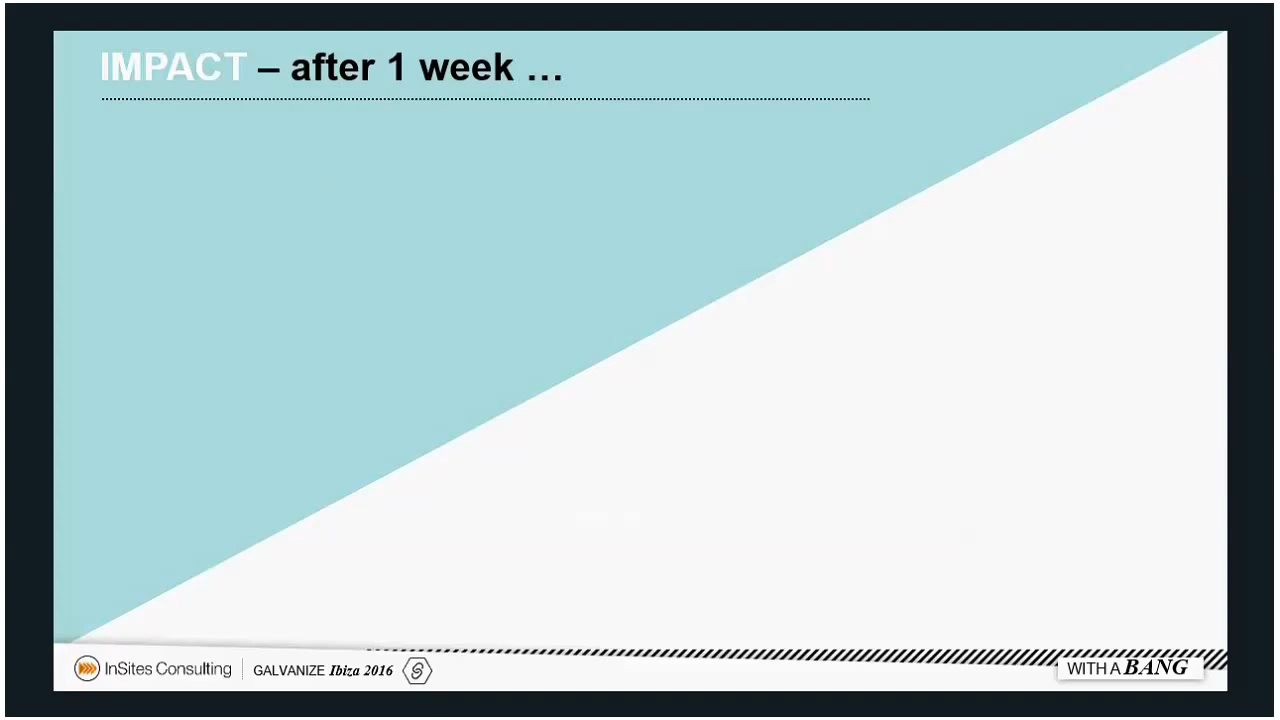 IMPACT – after 1 week …
InSites Consulting
GALVANIZE Ibiza 2016
WITH A BANG